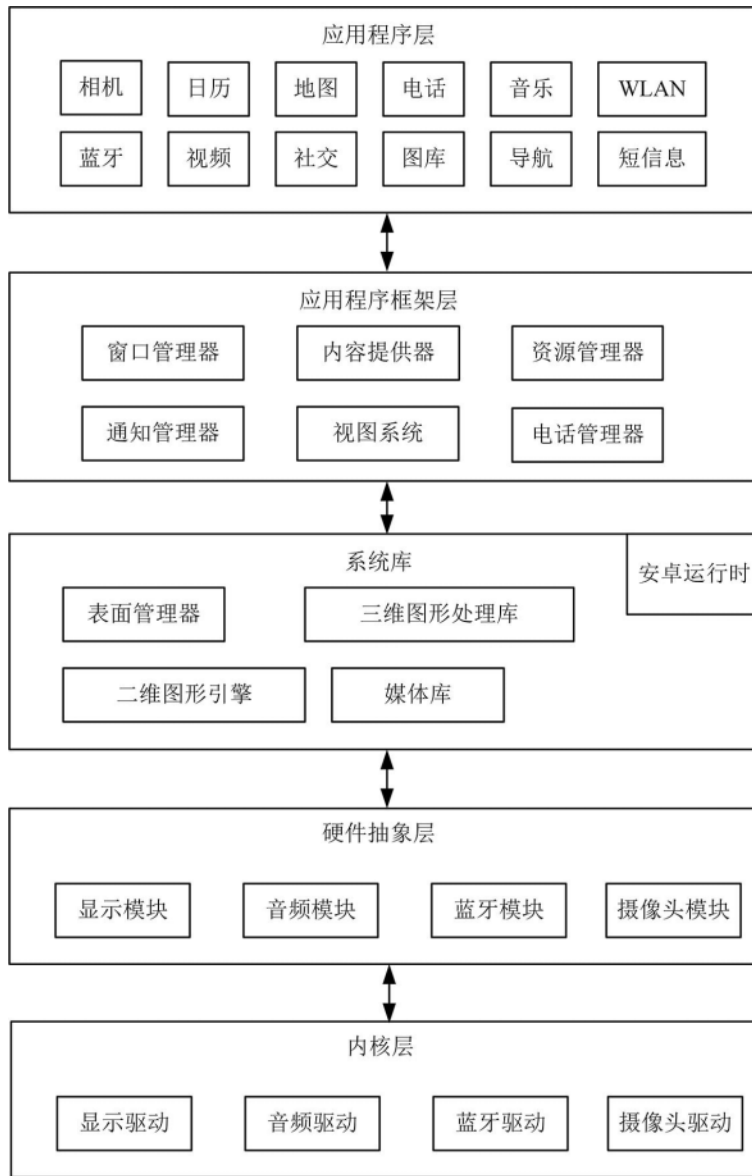 应用程序层
相机 日历 地图 电话 音乐 WLAN
蓝牙 视频 社交 图库 导航 短信息
应用程序框架层
窗口管理器 内容提供器 资源管理器
通知管理器 视图系统 电话管理器
系统库 安卓运行时
表面管理器 三维图形处理库
二维图形引擎 媒体库
硬件抽象层
显示模块 音频模块 蓝牙模块 摄像头模块
内核层
显示驱动 音频驱动 蓝牙驱动 摄像头驱动